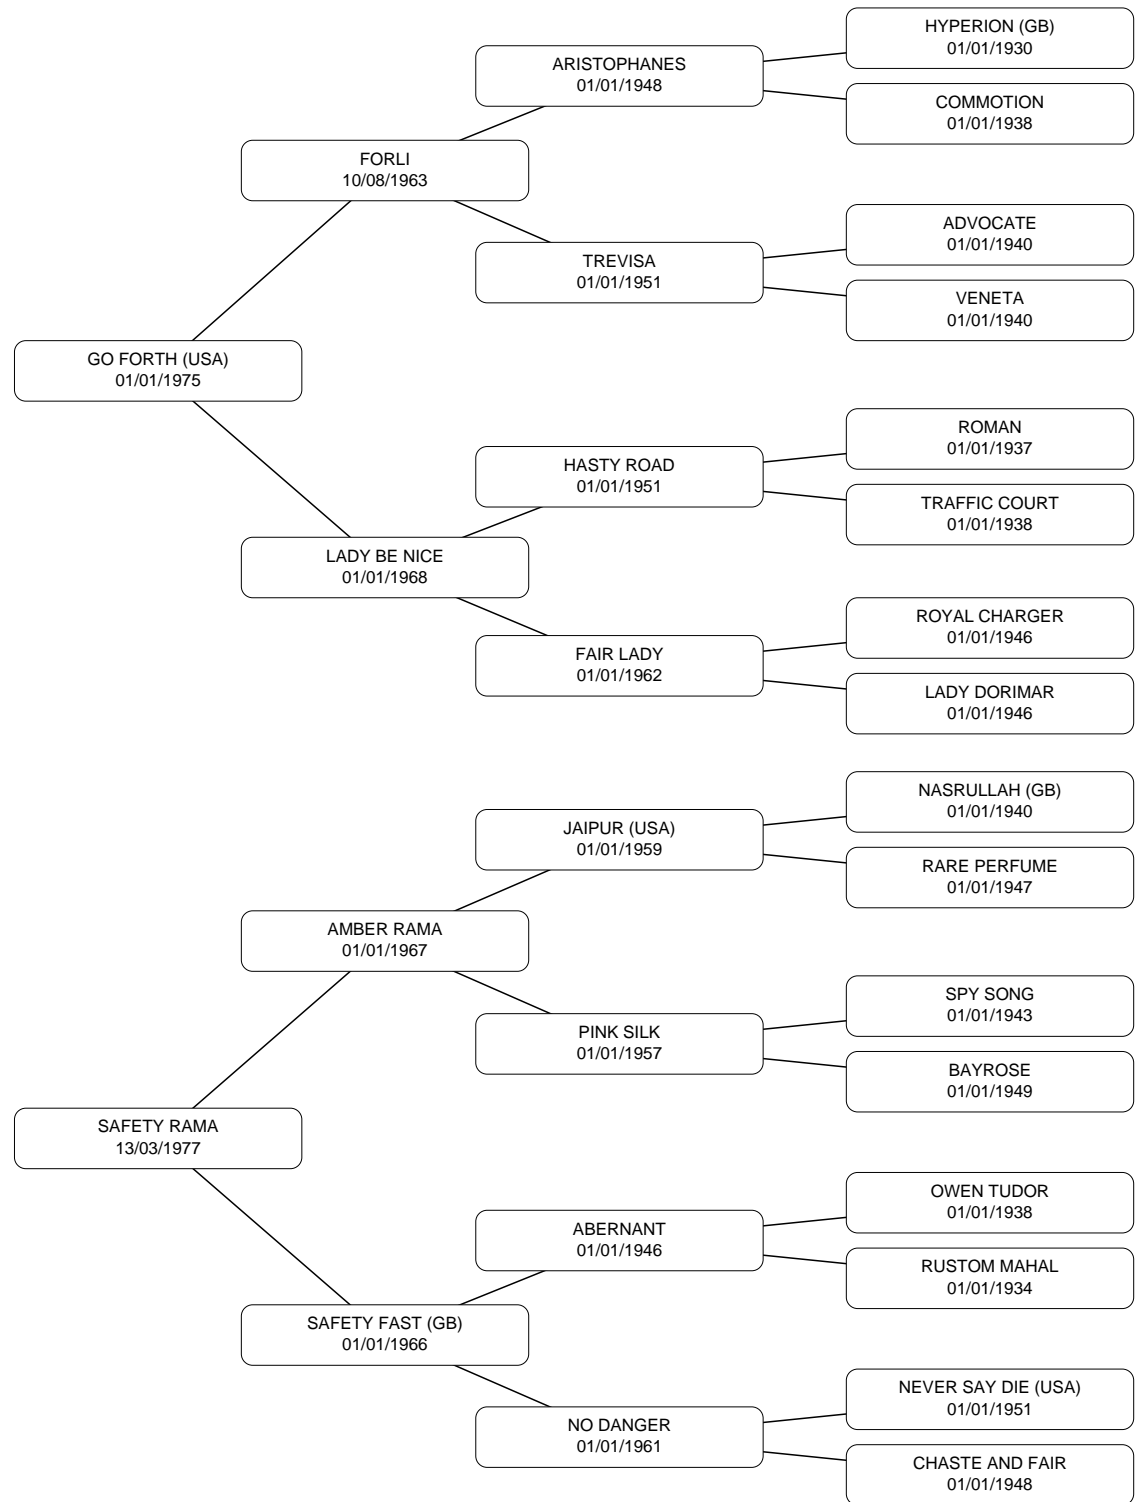 HYPERION (GB)
01/01/1930
ARISTOPHANES
01/01/1948
COMMOTION
01/01/1938
FORLI
10/08/1963
ADVOCATE
01/01/1940
TREVISA
01/01/1951
VENETA
01/01/1940
GO FORTH (USA)
01/01/1975
ROMAN
01/01/1937
HASTY ROAD
01/01/1951
TRAFFIC COURT
01/01/1938
LADY BE NICE
01/01/1968
ROYAL CHARGER
01/01/1946
FAIR LADY
01/01/1962
LADY DORIMAR
01/01/1946
NASRULLAH (GB)
01/01/1940
JAIPUR (USA)
01/01/1959
RARE PERFUME
01/01/1947
AMBER RAMA
01/01/1967
SPY SONG
01/01/1943
PINK SILK
01/01/1957
BAYROSE
01/01/1949
SAFETY RAMA
13/03/1977
OWEN TUDOR
01/01/1938
ABERNANT
01/01/1946
RUSTOM MAHAL
01/01/1934
SAFETY FAST (GB)
01/01/1966
NEVER SAY DIE (USA)
01/01/1951
NO DANGER
01/01/1961
CHASTE AND FAIR
01/01/1948